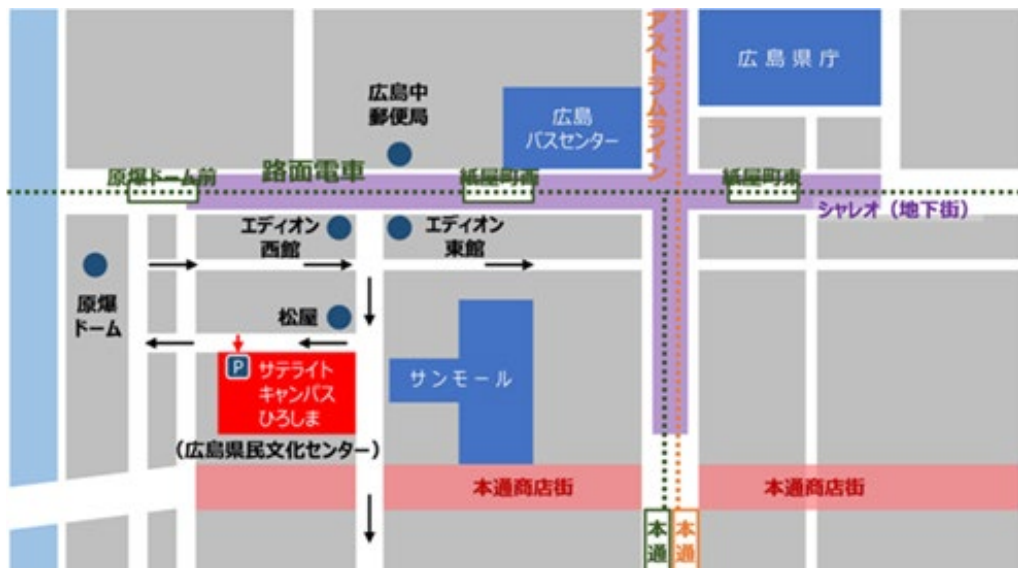 アストラムライン
広島県庁
広島中
郵便局
広島
バスセンター
路面電車
原爆ドーム前
紙屋町西
紙屋町東
シャレオ（地下街）
エディオン
西館
エディオン
東館
原爆
ドーム
松屋
P
サテライト
キャンパス
ひろしま
サンモール
（広島県民文化センター）
本通商店街
本通商店街
本通
本通